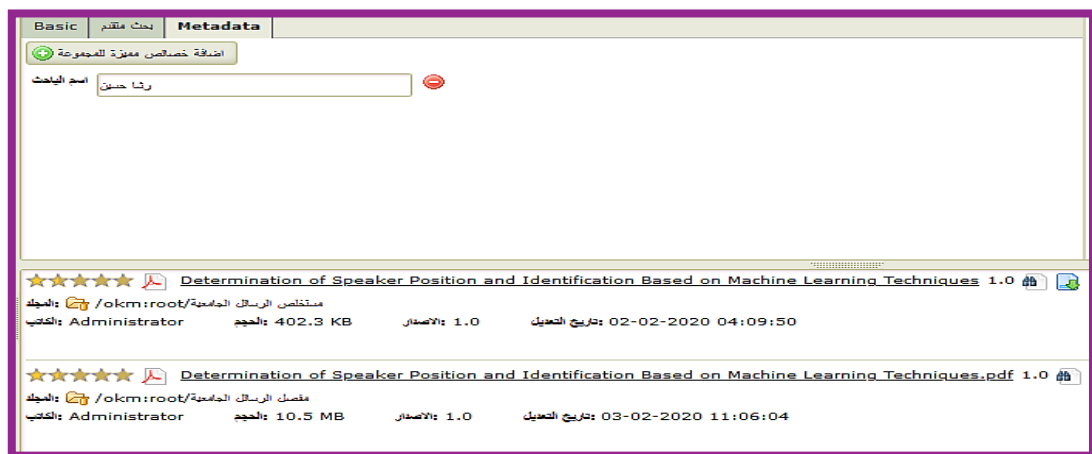 Basic بحث متقدم Metadata
اضافة خصائص مميزة للمجموعة
اسم الباحث رشا حسين
Determination of Speaker Position and Identification Based on Machine Learning Techniques 1.0
المجلد: /okm:root/مستخلص الرسائل الجامعية
الكاتب: Administrator الحجم: 402.3 KB الاصدار: 1.0 تاريخ التعديل: 02-02-2020 04:09:50
Determination of Speaker Position and Identification Based on Machine Learning Techniques.pdf 1.0
المجلد: /okm:root/مفصل الرسائل الجامعية
الكاتب: Administrator الحجم: 10.5 MB الاصدار: 1.0 تاريخ التعديل: 03-02-2020 11:06:04